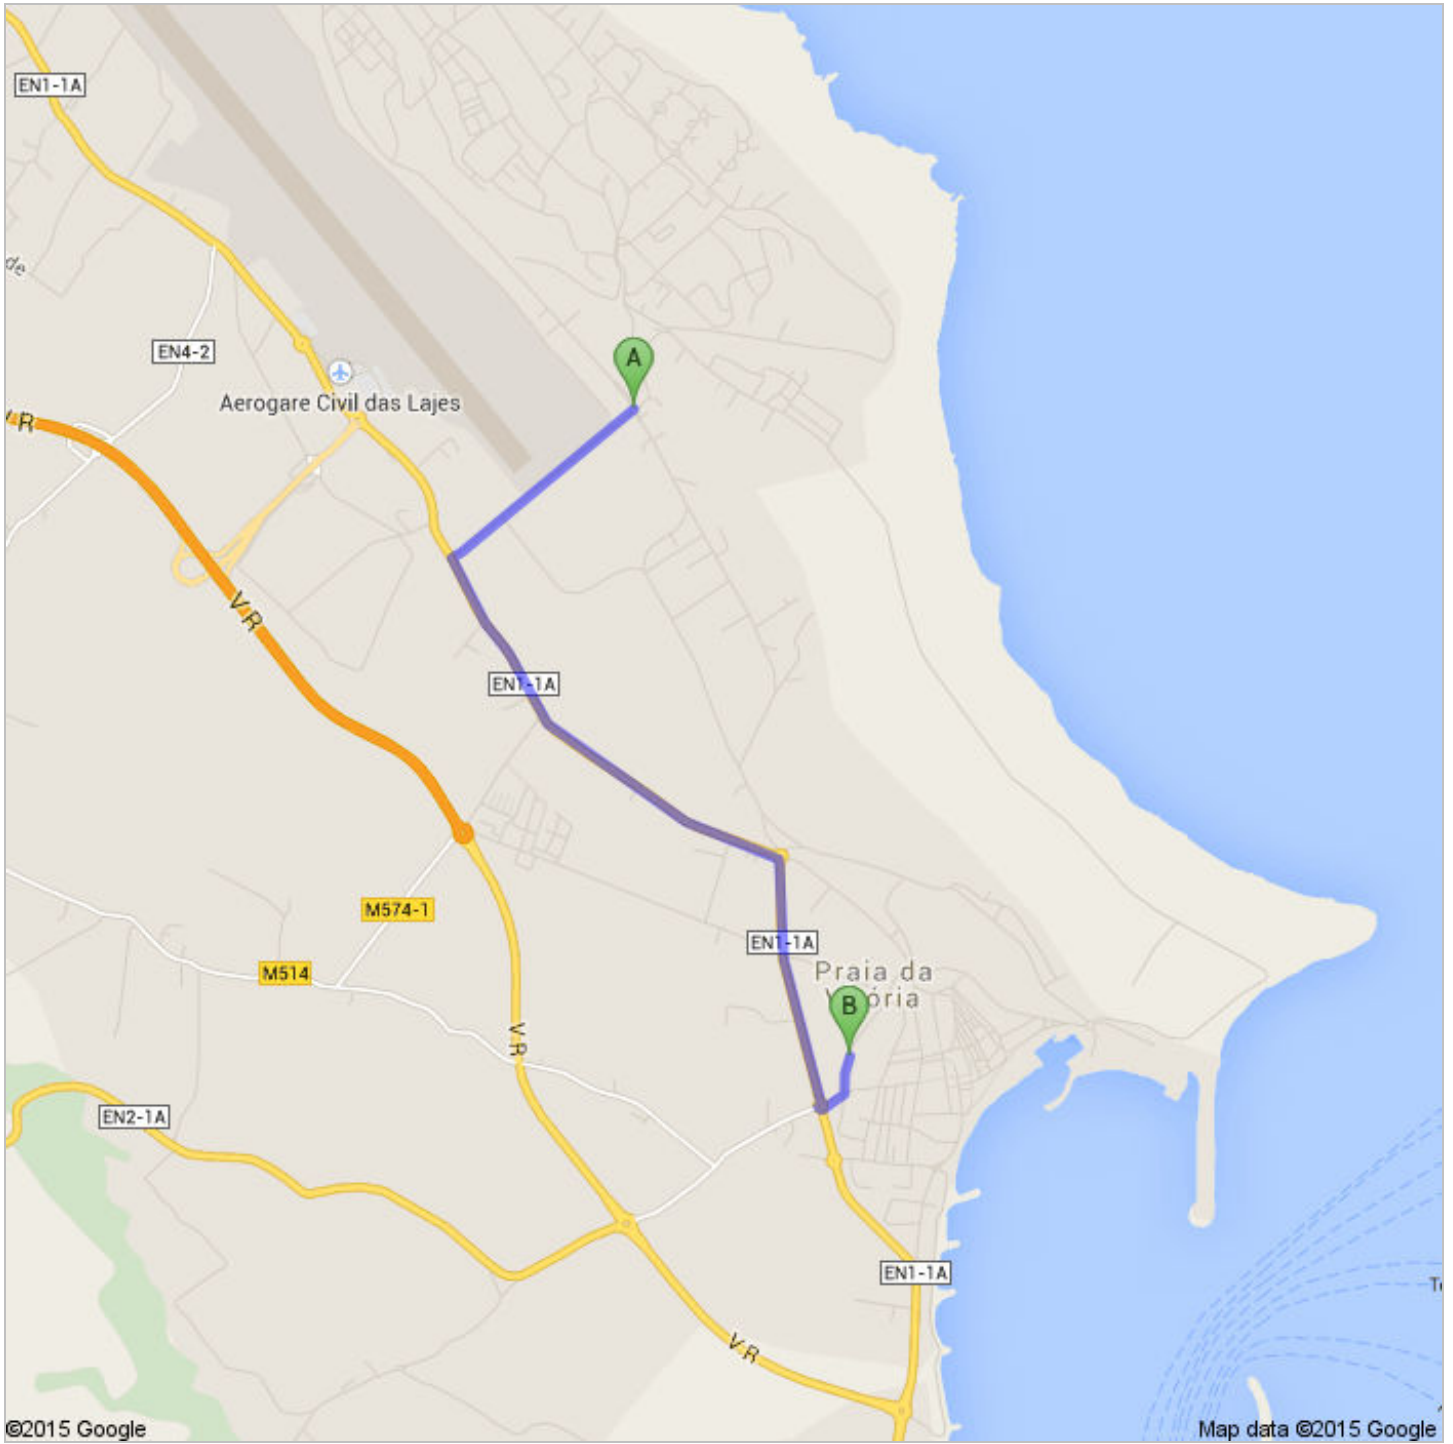 EN1-1A
de
EN4-2
A
Aerogare Civil das Lajes
V R
V R
EN1-1A
M574-1
EN1-1A
Praia da
B
M514
V R
EN2-1A
EN1-1A
V R
©2015 Google
Map data ©2015 Google